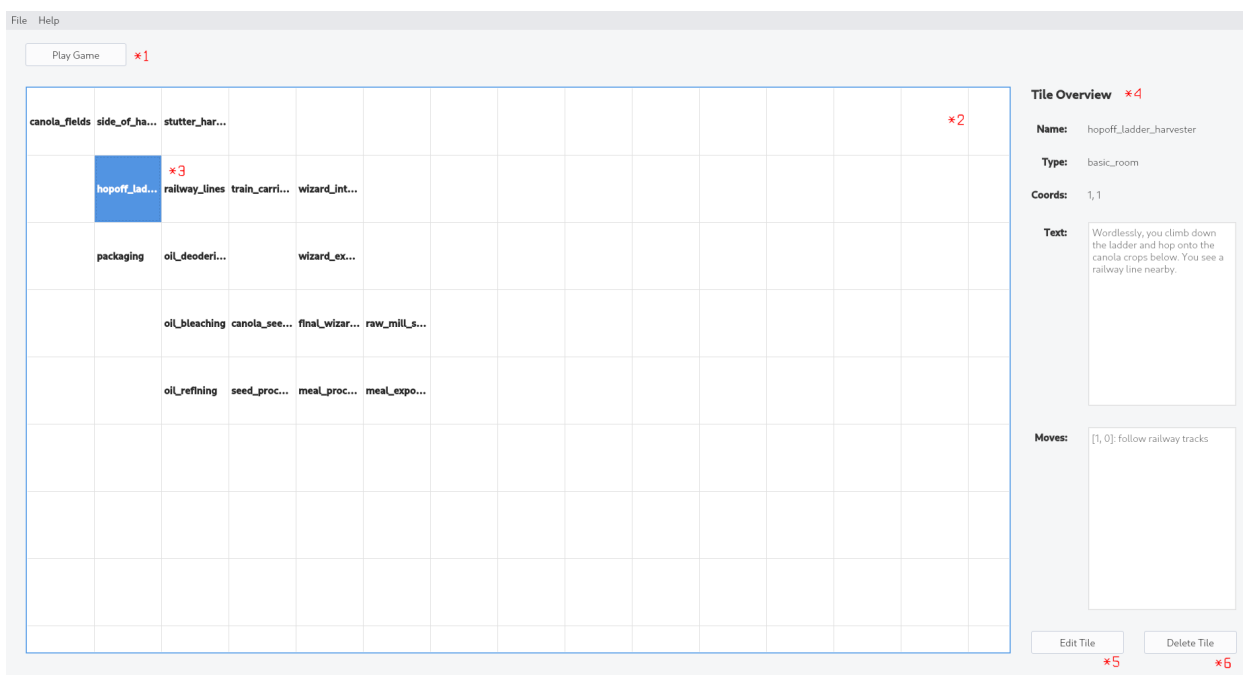 File Help
Play Game *1
canola_fields side_of_ha... stutter_har... *2
Tile Overview *4
Name: hopoff_ladder_harvester
Type: basic_room
Coords: 1, 1
*3
hopoff_lad... railway_lines train_carri... wizard_int...
packaging oil_deoderi... wizard_ex...
oil_bleaching canola_see... final_wizar... raw_mill_s...
oil_refining seed_proc... meal_proc... meal_expo...
Text: Wordlessly, you climb down
the ladder and hop onto the
canola crops below. You see a
railway line nearby.
Moves: [1, 0]: follow railway tracks
Edit Tile Delete Tile
*5 *6